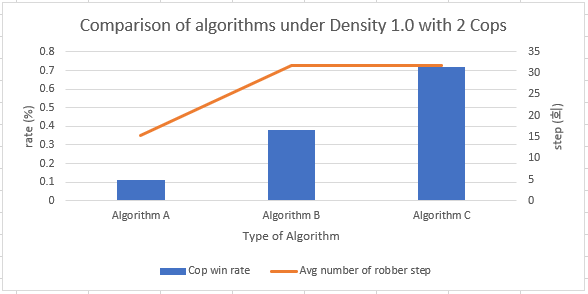 Comparison of algorithms under Density 1.0 with 2 Cops
0.8
0.7
0.6
0.5
0.4
0.3
0.2
0.1
0
rate (%)
35
30
25
20
15
10
5
0
step (회)
Algorithm A
Algorithm B
Algorithm C
Type of Algorithm
Cop win rate
Avg number of robber step